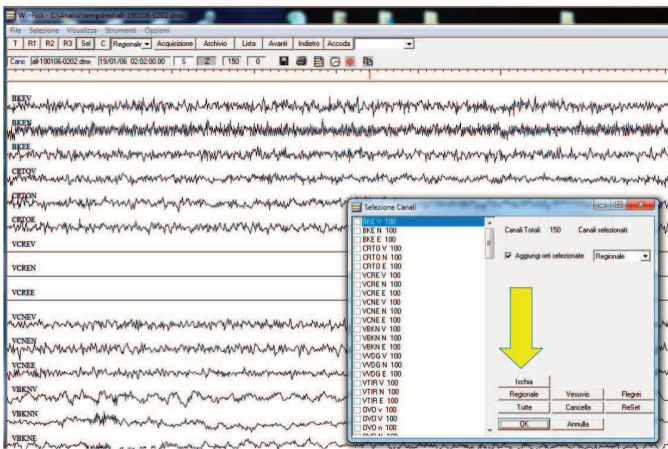 WinPick - C:\Analisi\tempdmx\all-190106-0202.dmx
File Selezione Visualizza Strumenti Opzioni
T R1 R2 R3 Sel C Regionale Acquisizione Archivio Lista Avanti Indietro Accoda
Canc all-190106-0202.dmx 19/01/06 02:02:00.00 S Z 150 0
BKEV
BKEN
BKEE
CRTOV
CRTON
CRTOE
VCREV
VCREN
VCREE
VCNEV
VCNEN
VCNEE
VBKNV
VBKNN
VBKNE
Selezione Canali
BKE V 100
BKE N 100
BKE E 100
CRTO V 100
CRTO N 100
CRTO E 100
VCRE V 100
VCRE N 100
VCRE E 100
VCNE V 100
VCNE N 100
VCNE E 100
VBKN V 100
VBKN N 100
VBKN E 100
VVDG V 100
VVDG N 100
VVDG E 100
VTIR V 100
VTIR N 100
VTIR E 100
OVO v 100
OVO V 100
OVO n 100
OVO N 100
Canali Totali 150 Canali selezionati
Aggiungi reti selezionate Regionale
Ischia
Regionale Vesuvio Flegrei
Tutte Cancella ReSet
OK Annulla